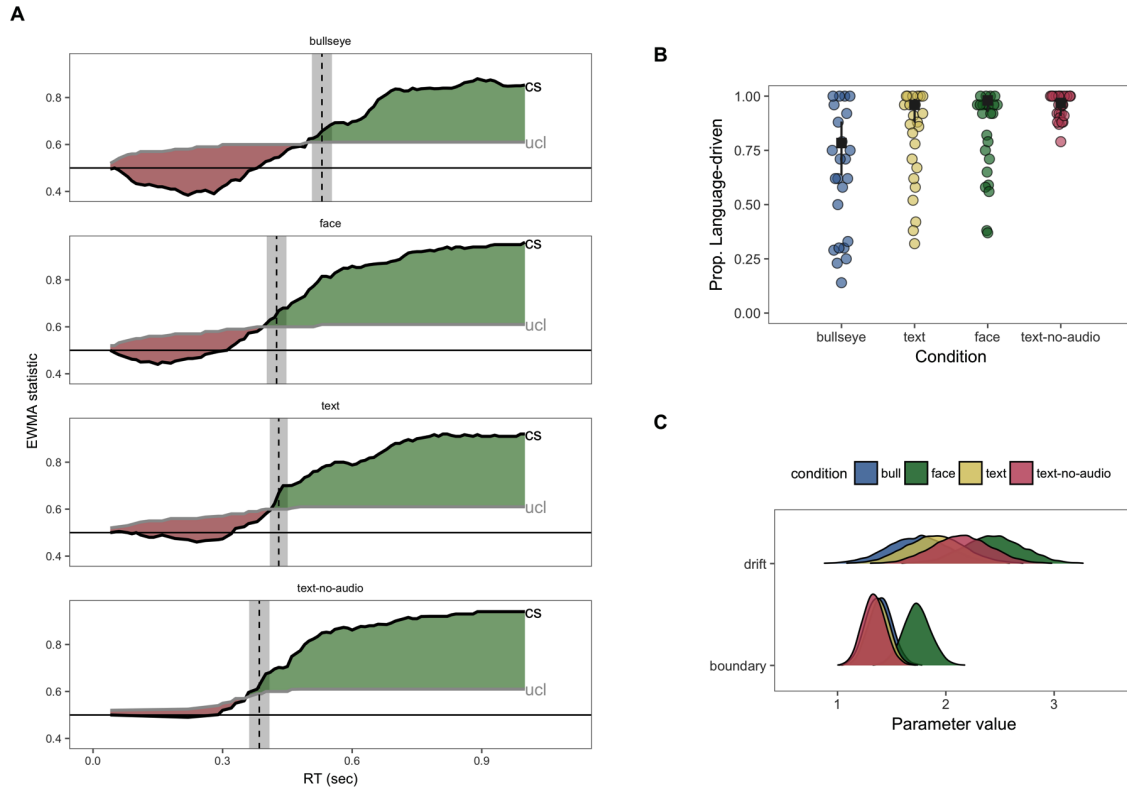 A
bullseye
cs
ucl
0.8
0.6
0.4
face
cs
ucl
0.8
0.6
0.4
text
cs
ucl
0.8
0.6
0.4
text-no-audio
cs
ucl
0.8
0.6
0.4
0.0 0.3 0.6 0.9
RT (sec)
EWMA statistic
B
1.00
0.75
0.50
0.25
0.00
Prop. Language-driven
bullseye text face text-no-audio
Condition
C
condition bull face text text-no-audio
drift
boundary
1 2 3
Parameter value